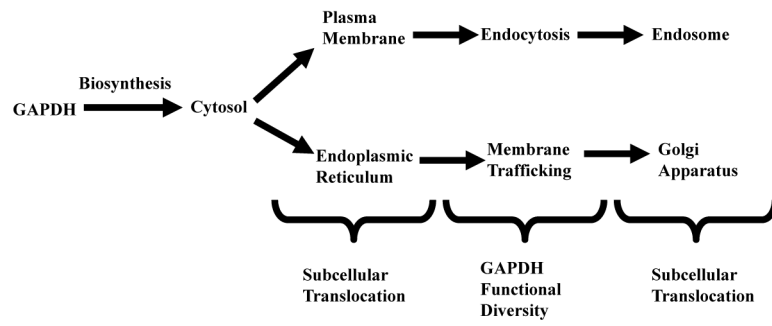 Plasma
Membrane
Endocytosis
Endosome
Biosynthesis
GAPDH
Cytosol
Endoplasmic
Reticulum
Membrane
Trafficking
Golgi
Apparatus
Subcellular
Translocation
GAPDH
Functional
Diversity
Subcellular
Translocation